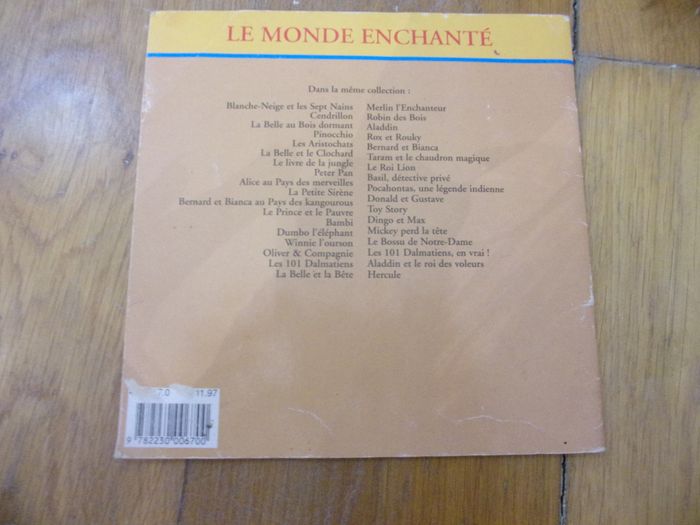 LE MONDE ENCHANTÉ
Dans la même collection :
Blanche-Neige et les Sept Nains
Cendrillon
La Belle au Bois dormant
Pinocchio
Les Aristochats
La Belle et le Clochard
Le livre de la jungle
Peter Pan
Alice au Pays des merveilles
La Petite Sirène
Bernard et Bianca au Pays des kangourous
Le Prince et le Pauvre
Bambi
Dumbo l'éléphant
Winnie l'ourson
Oliver & Compagnie
Les 101 Dalmatiens
La Belle et la Bête
Merlin l'Enchanteur
Robin des Bois
Aladdin
Rox et Rouky
Bernard et Bianca
Taram et le chaudron magique
Le Roi Lion
Basil, détective privé
Pocahontas, une légende indienne
Donald et Gustave
Toy Story
Dingo et Max
Mickey perd la tête
Le Bossu de Notre-Dame
Les 101 Dalmatiens, en vrai !
Aladdin et le roi des voleurs
Hercule
11.97
9 782230 006700